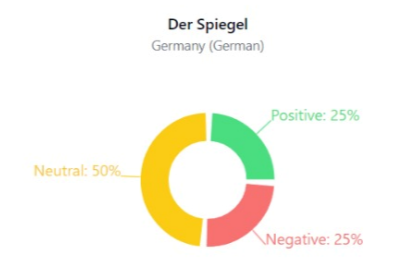 Der Spiegel
Germany (German)
Positive: 25%
Neutral: 50%
Negative: 25%